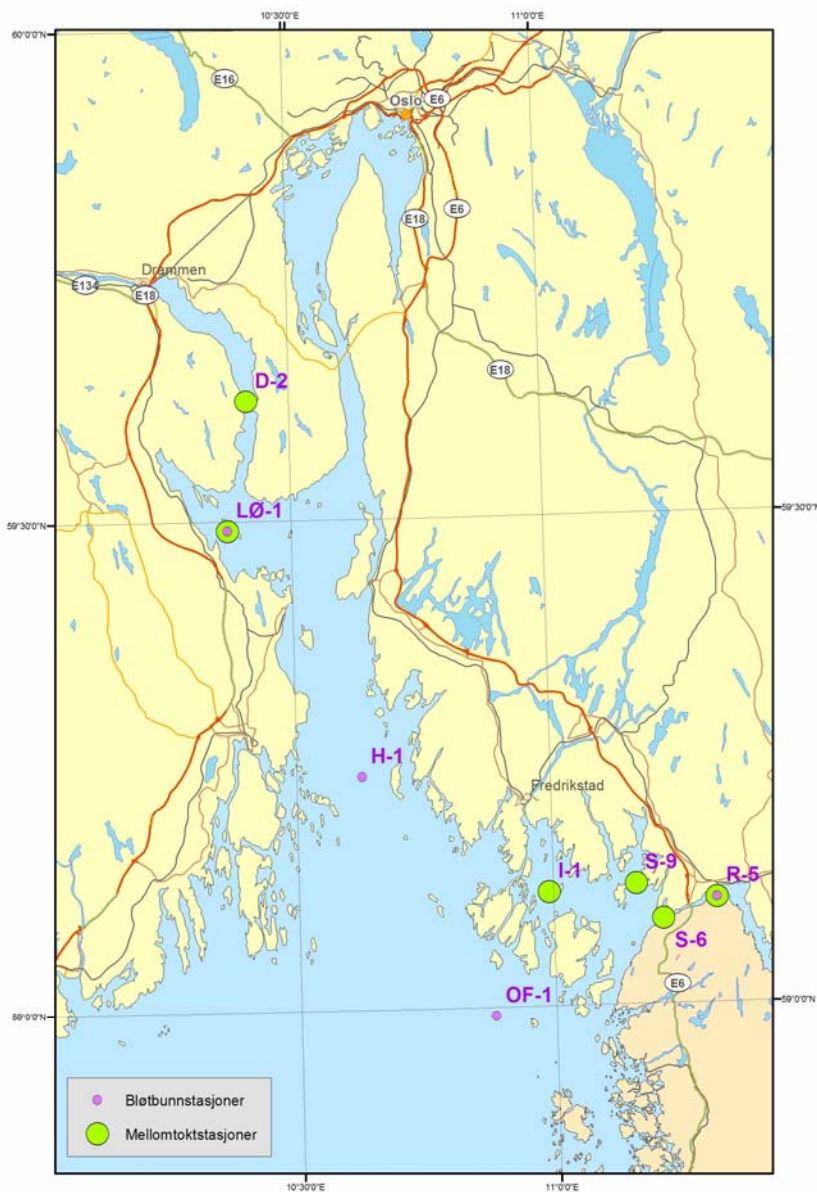 10°30'0"E
11°0'0"E
60°0'0"N
E16
Oslo
E6
E18
E6
Drammen
E134
E18
E18
D-2
LØ-1
59°30'0"N
59°30'0"N
H-1
Fredrikstad
I-1
S-9
R-5
S-6
E6
OF-1
59°0'0"N
59°0'0"N
Bløtbunnstasjoner
Mellomtoktstasjoner
10°30'0"E
11°0'0"E